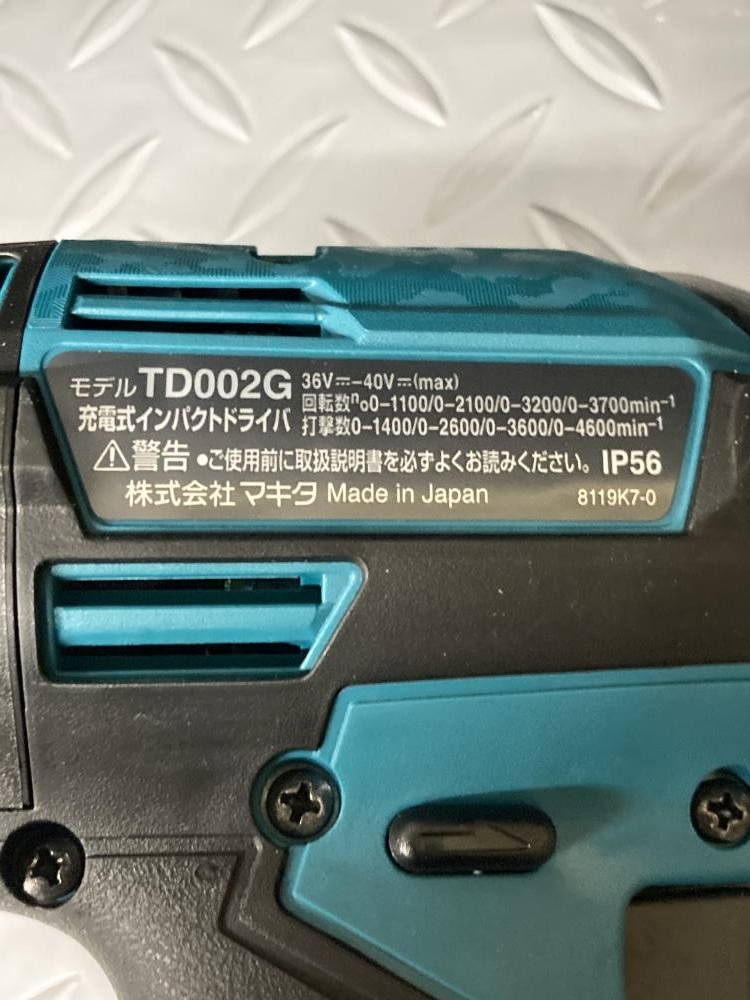 モデル TD002G 36V⎓-40V⎓(max)
充電式インパクトドライバ 回転数n₀0-1100/0-2100/0-3200/0-3700min⁻¹
打撃数0-1400/0-2600/0-3600/0-4600min⁻¹
⚠警告 ●ご使用前に取扱説明書を必ずよくお読みください。 IP56
株式会社 マキタ Made in Japan 8119K7-0